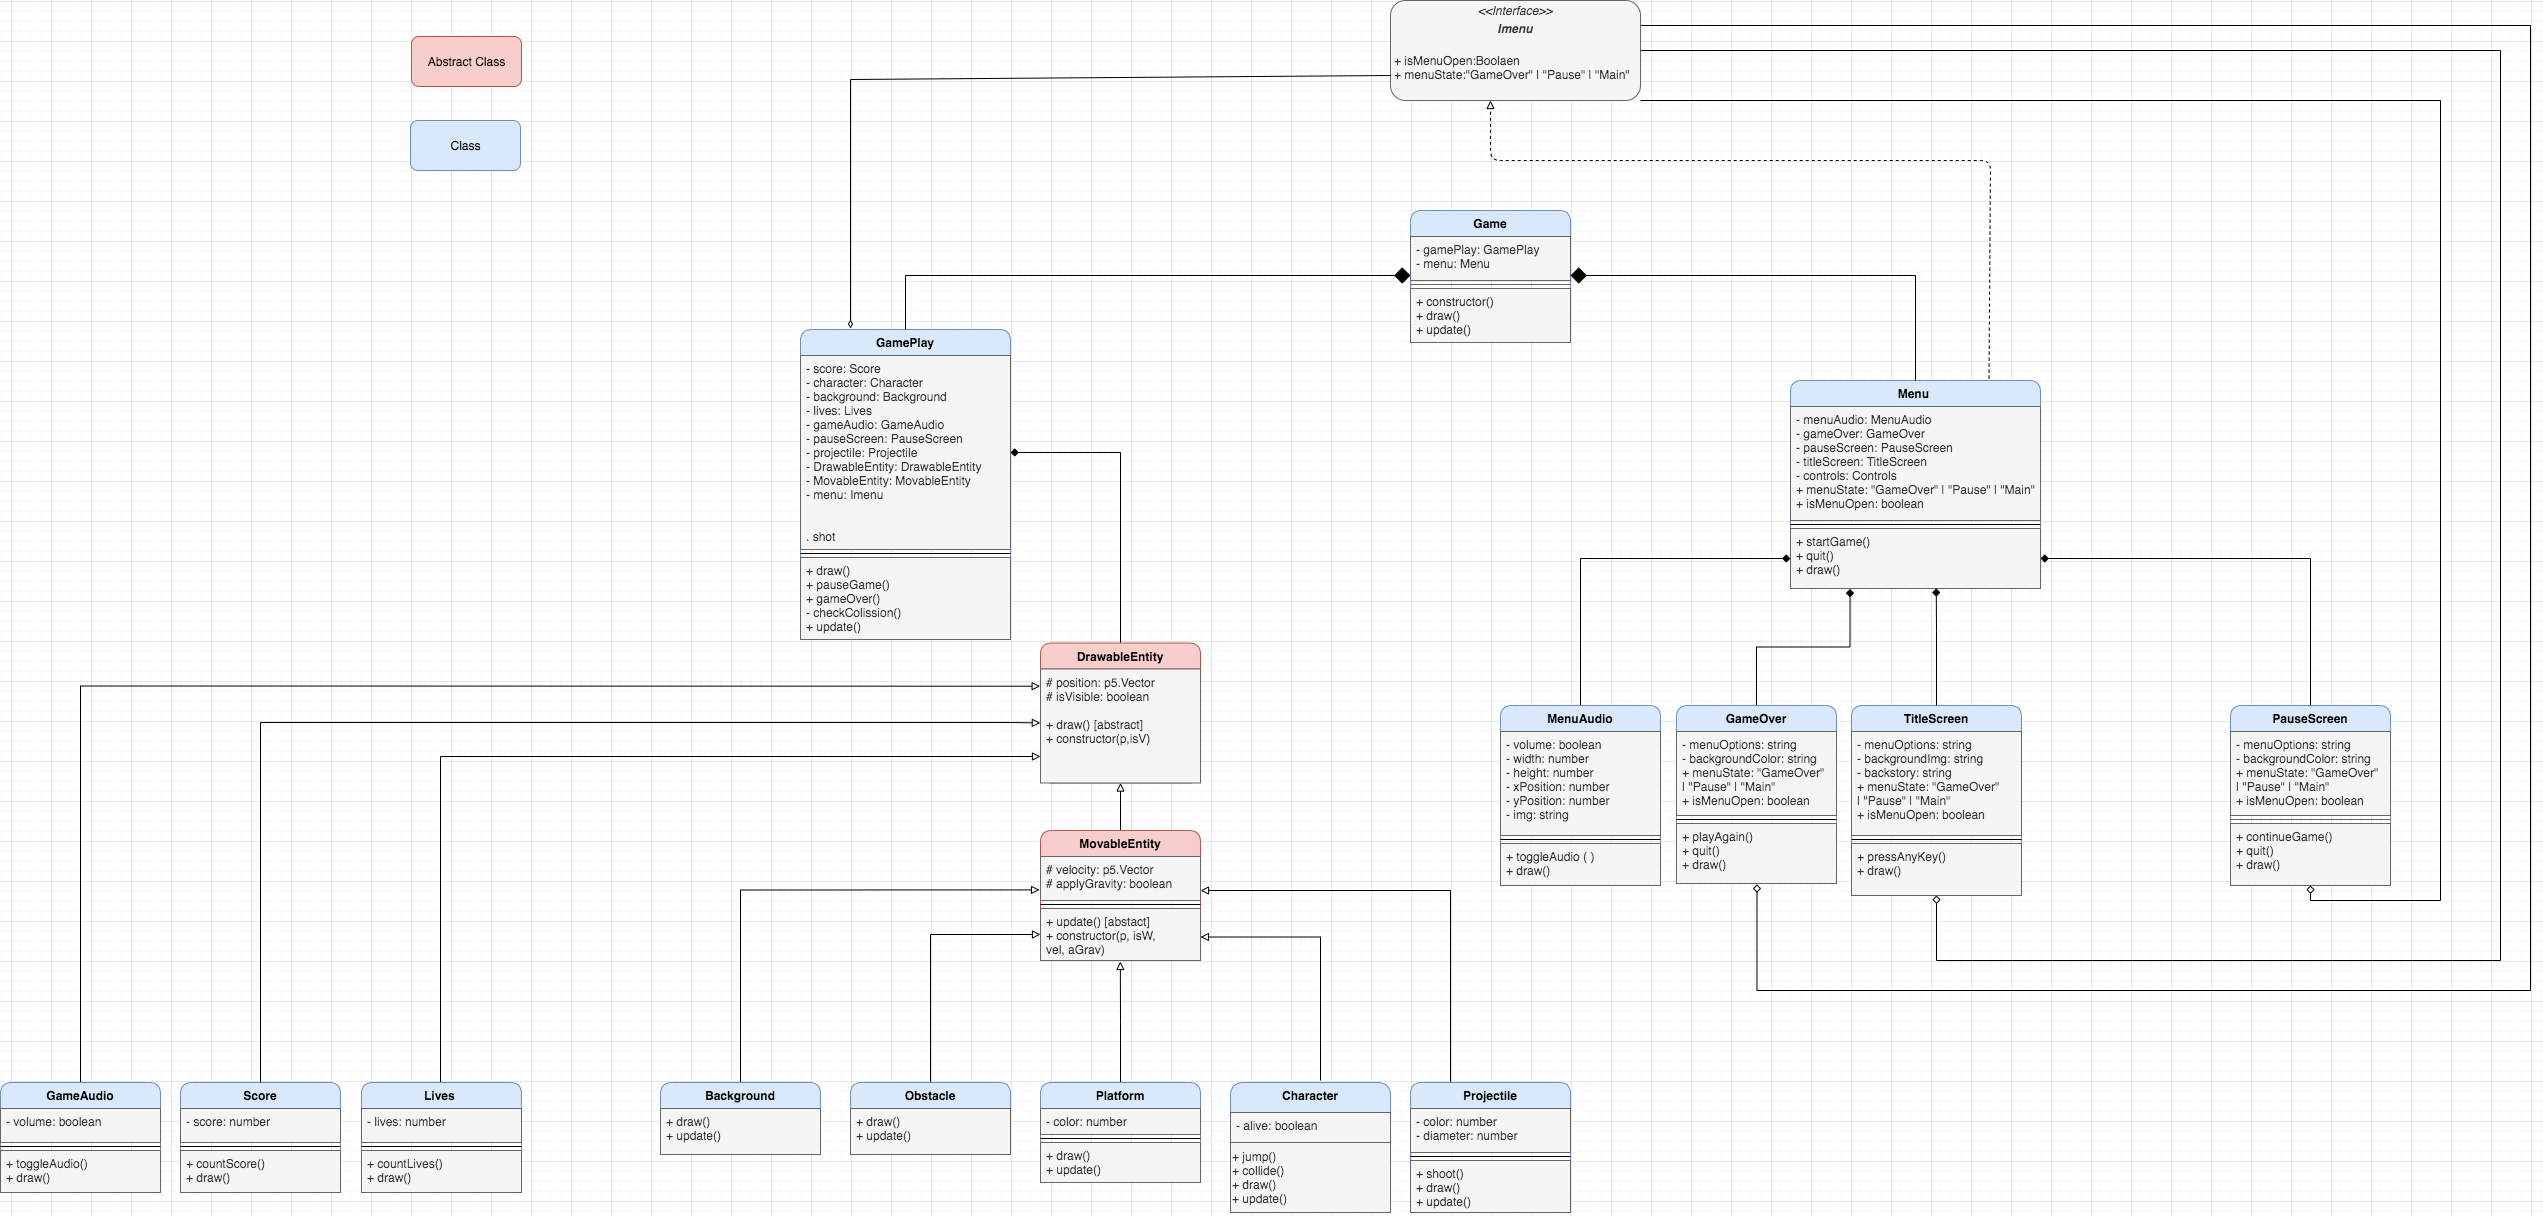 Abstract Class
Class
<<Interface>>
Imenu
+ isMenuOpen:Boolaen
+ menuState:"GameOver" | "Pause" | "Main"
Game
- gamePlay: GamePlay
- menu: Menu
+ constructor()
+ draw()
+ update()
GamePlay
- score: Score
- character: Character
- background: Background
- lives: Lives
- gameAudio: GameAudio
- pauseScreen: PauseScreen
- projectile: Projectile
- DrawableEntity: DrawableEntity
- MovableEntity: MovableEntity
- menu: Imenu
. shot
+ draw()
+ pauseGame()
+ gameOver()
- checkColission()
+ update()
Menu
- menuAudio: MenuAudio
- gameOver: GameOver
- pauseScreen: PauseScreen
- titleScreen: TitleScreen
- controls: Controls
+ menuState: "GameOver" | "Pause" | "Main"
+ isMenuOpen: boolean
+ startGame()
+ quit()
+ draw()
DrawableEntity
# position: p5.Vector
# isVisible: boolean
+ draw() [abstract]
+ constructor(p,isV)
MovableEntity
# velocity: p5.Vector
# applyGravity: boolean
+ update() [abstact]
+ constructor(p, isW,
vel, aGrav)
MenuAudio
- volume: boolean
- width: number
- height: number
- xPosition: number
- yPosition: number
- img: string
+ toggleAudio ( )
+ draw()
GameOver
- menuOptions: string
- backgroundColor: string
+ menuState: "GameOver"
| "Pause" | "Main"
+ isMenuOpen: boolean
+ playAgain()
+ quit()
+ draw()
TitleScreen
- menuOptions: string
- backgroundImg: string
- backstory: string
+ menuState: "GameOver"
| "Pause" | "Main"
+ isMenuOpen: boolean
+ pressAnyKey()
+ draw()
PauseScreen
- menuOptions: string
- backgroundColor: string
+ menuState: "GameOver"
| "Pause" | "Main"
+ isMenuOpen: boolean
+ continueGame()
+ quit()
+ draw()
GameAudio
- volume: boolean
+ toggleAudio()
+ draw()
Score
- score: number
+ countScore()
+ draw()
Lives
- lives: number
+ countLives()
+ draw()
Background
+ draw()
+ update()
Obstacle
+ draw()
+ update()
Platform
- color: number
+ draw()
+ update()
Character
- alive: boolean
+ jump()
+ collide()
+ draw()
+ update()
Projectile
- color: number
- diameter: number
+ shoot()
+ draw()
+ update()